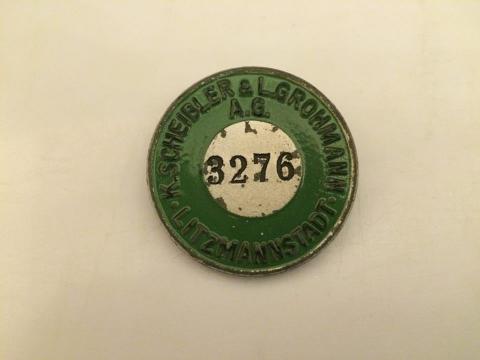 K. SCHEIBLER & L. GROHMANN
A.G.
3276
· LITZMANNSTADT ·